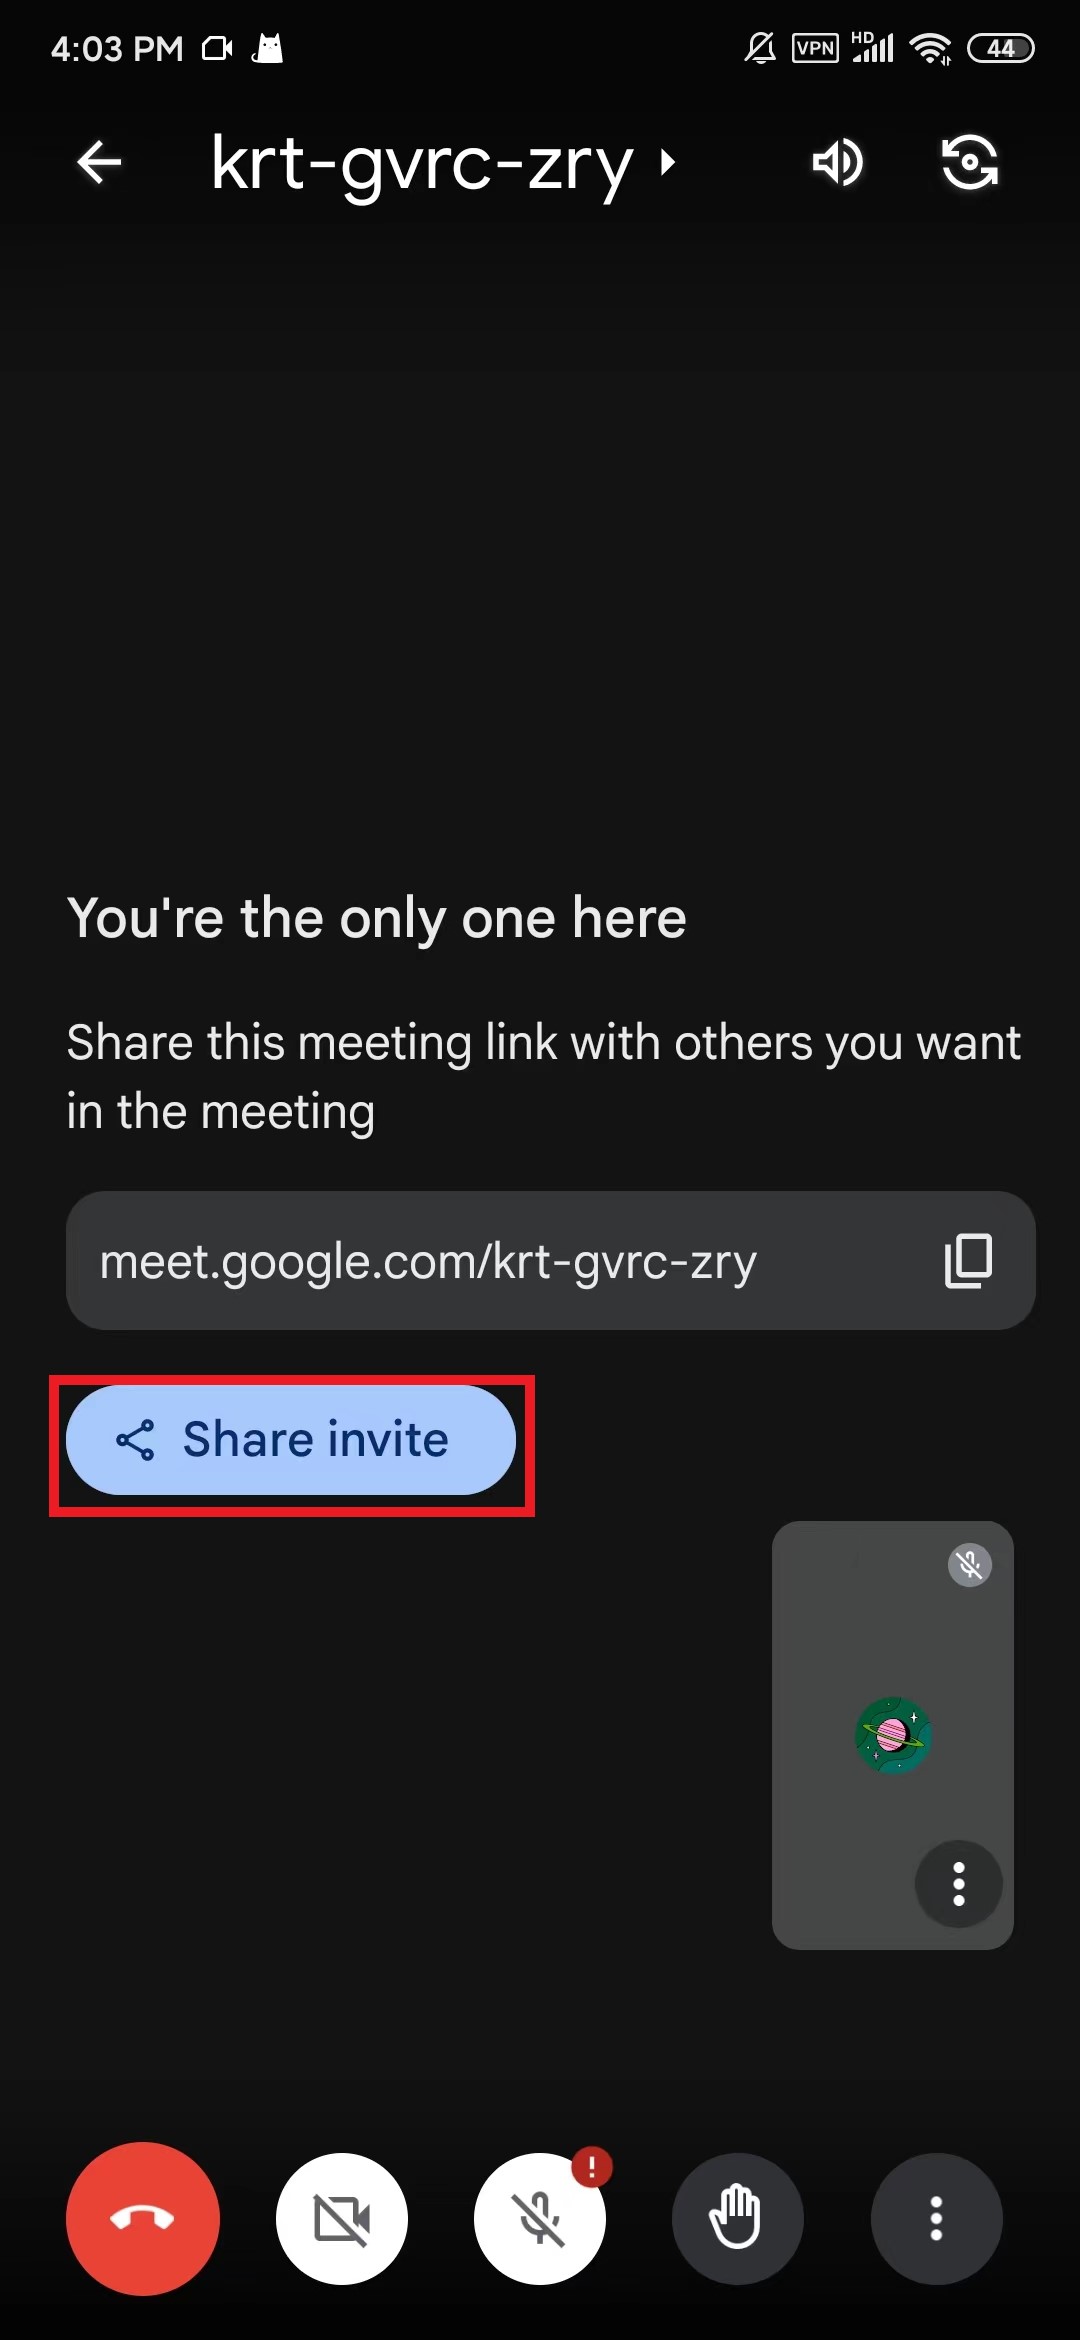 4:03 PM
VPN
HD
44
krt-gvrc-zry
You're the only one here
Share this meeting link with others you want
in the meeting
meet.google.com/krt-gvrc-zry
Share invite
!